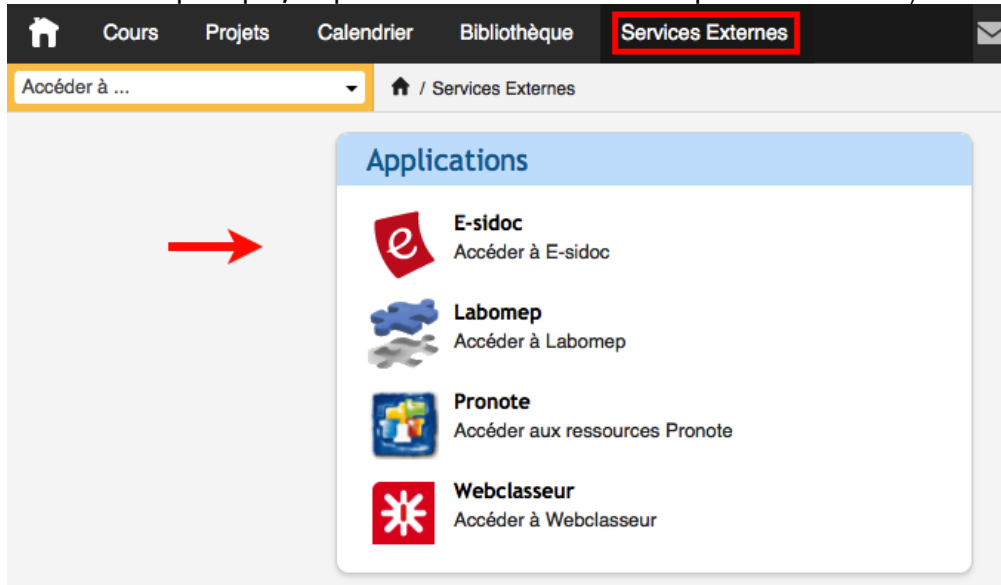 Cours Projets Calendrier Bibliothèque Services Externes
Accéder à ... / Services Externes
Applications
E-sidoc
Accéder à E-sidoc
Labomep
Accéder à Labomep
Pronote
Accéder aux ressources Pronote
Webclasseur
Accéder à Webclasseur